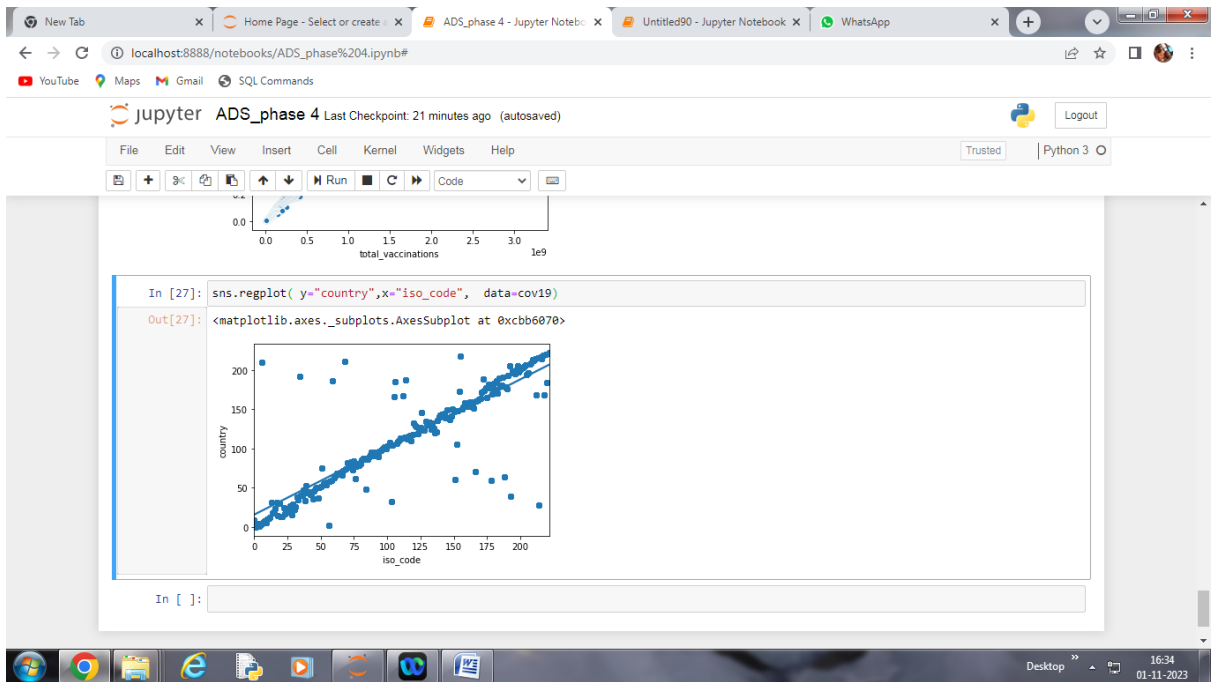 New Tab
Home Page - Select or create a
ADS_phase 4 - Jupyter Notebo
Untitled90 - Jupyter Notebook
WhatsApp
localhost:8888/notebooks/ADS_phase%204.ipynb#
YouTube Maps Gmail SQL Commands
jupyter ADS_phase 4 Last Checkpoint: 21 minutes ago (autosaved)
Logout
File Edit View Insert Cell Kernel Widgets Help
Trusted Python 3
Run Code
0.2
0.0
0.0 0.5 1.0 1.5 2.0 2.5 3.0
1e9
total_vaccinations
In [27]: sns.regplot( y="country",x="iso_code", data=cov19)
Out[27]: <matplotlib.axes._subplots.AxesSubplot at 0xcbb6070>
200
150
100
50
0
country
0 25 50 75 100 125 150 175 200
iso_code
In [ ]:
Desktop
16:34
01-11-2023